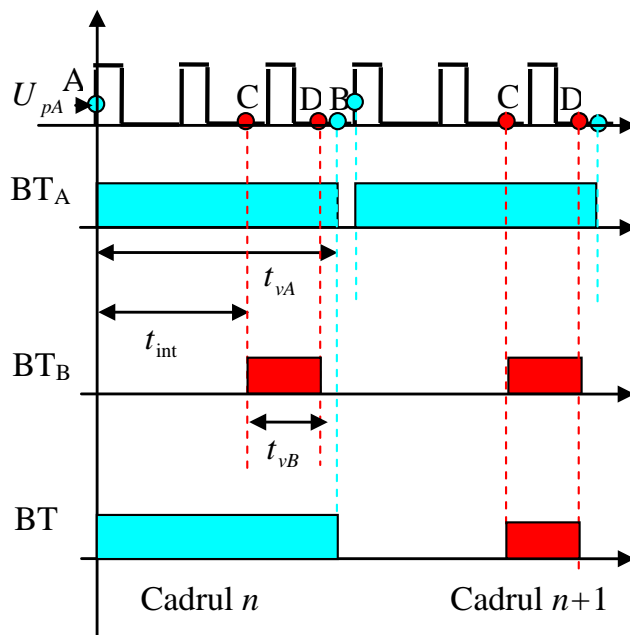 A
U_pA
C D B C D
BT_A
t_vA
t_int
BT_B
t_vB
BT
Cadrul n Cadrul n+1